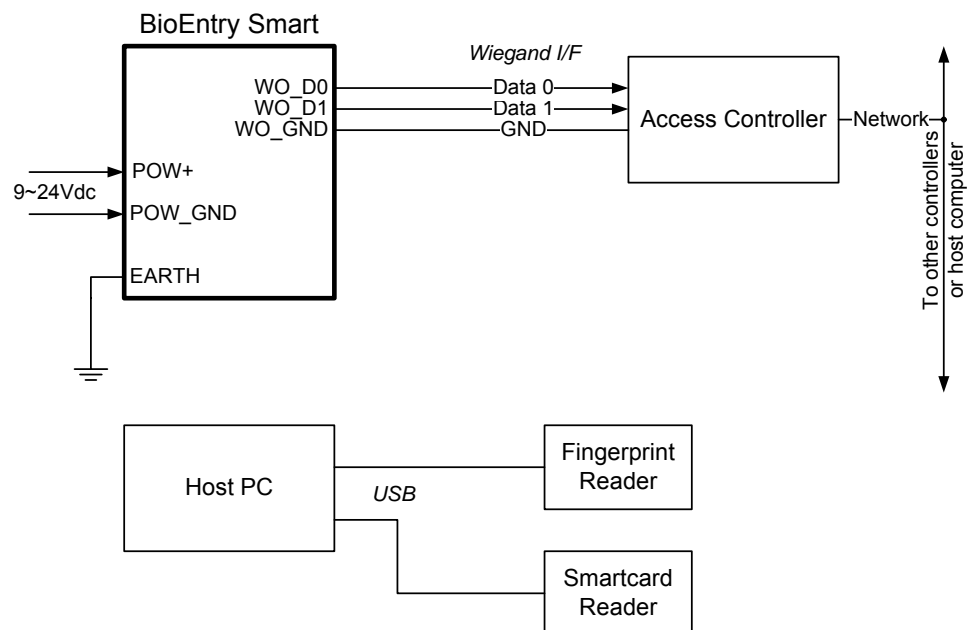 BioEntry Smart
Wiegand I/F
WO_D0
Data 0
WO_D1
Data 1
WO_GND
GND
Access Controller
Network
To other controllers
or host computer
POW+
9~24Vdc
POW_GND
EARTH
Host PC
USB
Fingerprint
Reader
Smartcard
Reader